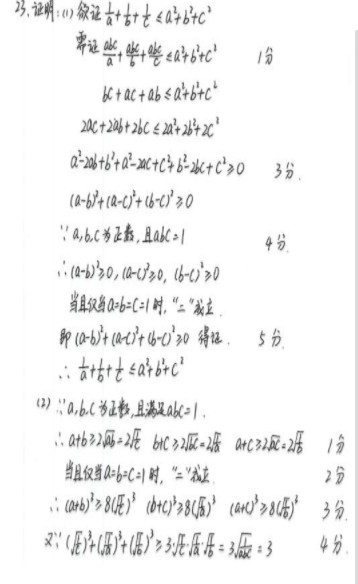 23.证明:(1) 欲证 1/a+1/b+1/c ≤a²+b²+c²
需证 abc/a+abc/b+abc/c ≤a²+b²+c² 1分
bc+ac+ab ≤a²+b²+c²
2ac+2ab+2bc ≤2a²+2b²+2c²
a²-2ab+b²+a²-2ac+c²+b²-2bc+c²≥0 3分.
(a-b)²+(a-c)²+(b-c)²≥0
∵a,b,c为正数,且abc=1 4分.
∴(a-b)²≥0,(a-c)²≥0,(b-c)²≥0
当且仅当a=b=c=1时,"="成立.
即(a-b)²+(a-c)²+(b-c)²≥0 得证. 5分.
∴ 1/a+1/b+1/c ≤a²+b²+c²
(2) ∵a,b,c为正数,且满足abc=1.
∴a+b≥2√ab=2√(1/c) b+c≥2√bc=2√(1/a) a+c≥2√ac=2√(1/b) 1分
当且仅当a=b=c=1时,"="成立. 2分
∴(a+b)³≥8(√(1/c))³ (b+c)³≥8(√(1/a))³ (a+c)³≥8(√(1/b))³ 3分.
又∵(√(1/c))³+(√(1/a))³+(√(1/b))³≥3·√(1/c)·√(1/a)·√(1/b)=3√(1/abc)=3 4分.